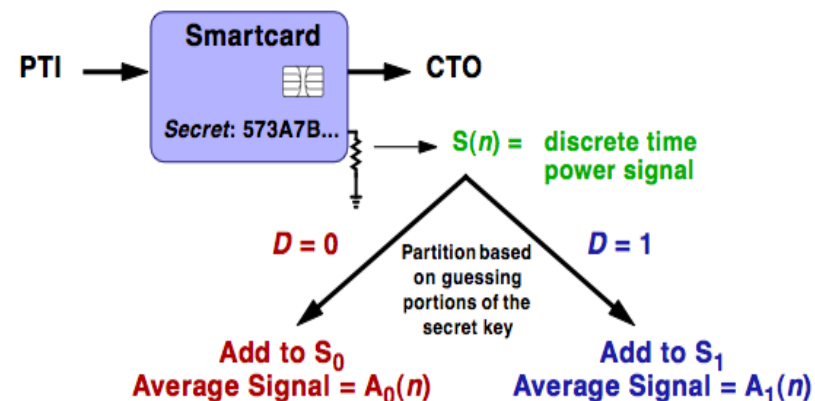 Smartcard
PTI
CTO
Secret: 573A7B...
S(n) = discrete time
power signal
D = 0
D = 1
Partition based
on guessing
portions of the
secret key
Add to S₀
Average Signal = A₀(n)
Add to S₁
Average Signal = A₁(n)